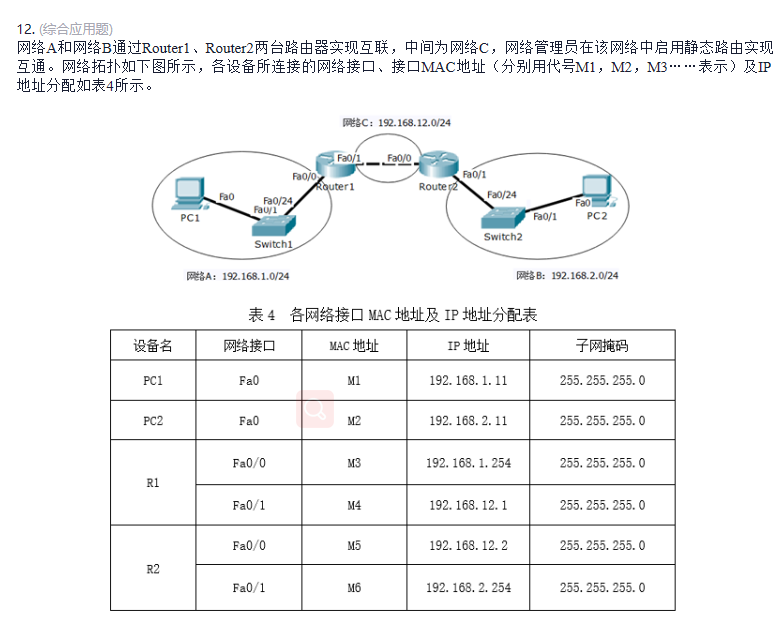 12. (综合应用题)
网络A和网络B通过Router1、Router2两台路由器实现互联，中间为网络C，网络管理员在该网络中启用静态路由实现
互通。网络拓扑如下图所示，各设备所连接的网络接口、接口MAC地址（分别用代号M1，M2，M3……表示）及IP
地址分配如表4所示。
网络C：192.168.12.0/24
Fa0/1 Fa0/0
Fa0/0 Router1 Router2 Fa0/1
Fa0 Fa0/24 Fa0/24 Fa0
PC1 Fa0/1 Fa0/1 PC2
Switch1 Switch2
网络A：192.168.1.0/24 网络B：192.168.2.0/24
表 4 各网络接口 MAC 地址及 IP 地址分配表
设备名 网络接口 MAC 地址 IP 地址 子网掩码
PC1 Fa0 M1 192.168.1.11 255.255.255.0
PC2 Fa0 M2 192.168.2.11 255.255.255.0
R1 Fa0/0 M3 192.168.1.254 255.255.255.0
Fa0/1 M4 192.168.12.1 255.255.255.0
R2 Fa0/0 M5 192.168.12.2 255.255.255.0
Fa0/1 M6 192.168.2.254 255.255.255.0